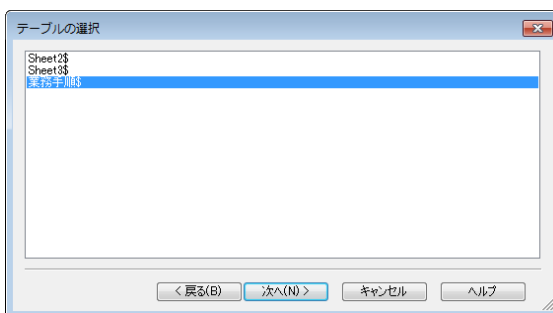 テーブルの選択
Sheet2$
Sheet3$
業務手順$
< 戻る(B)
次へ(N) >
キャンセル
ヘルプ